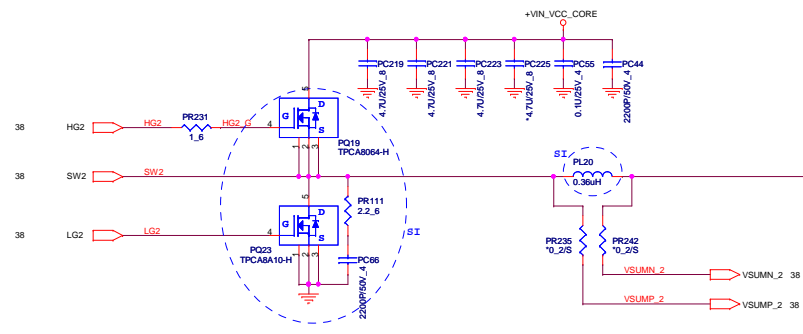 +VIN_VCC_CORE
PC219
4.7U/25V_8
PC221
4.7U/25V_8
PC223
4.7U/25V_8
PC225
*4.7U/25V_8
PC55
0.1U/25V_4
PC44
2200P/50V_4
5
D
G
S
4
1
2
3
PQ19
TPCA8064-H
38
HG2
HG2
PR231
1_6
HG2_G
38
SW2
SW2
SI
PL20
0.36uH
5
D
G
S
4
1
2
3
PQ23
TPCA8A10-H
PR111
2.2_6
SI
38
LG2
LG2
PC66
2200P/50V_4
PR235
*0_2/S
PR242
*0_2/S
VSUMN_2
VSUMN_2 38
VSUMP_2
VSUMP_2 38